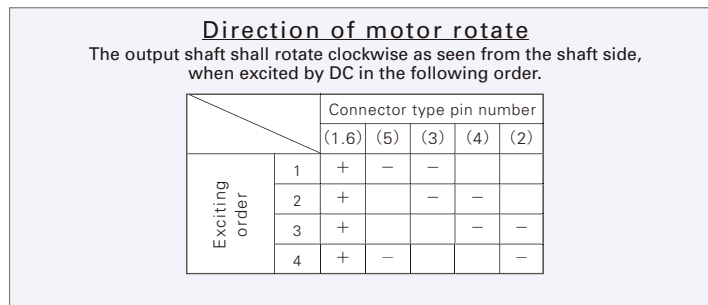 Direction of motor rotate
The output shaft shall rotate clockwise as seen from the shaft side,
when excited by DC in the following order.
Connector type pin number
(1.6) (5) (3) (4) (2)
Exciting order
1 + − −
2 + − −
3 + − −
4 + − −